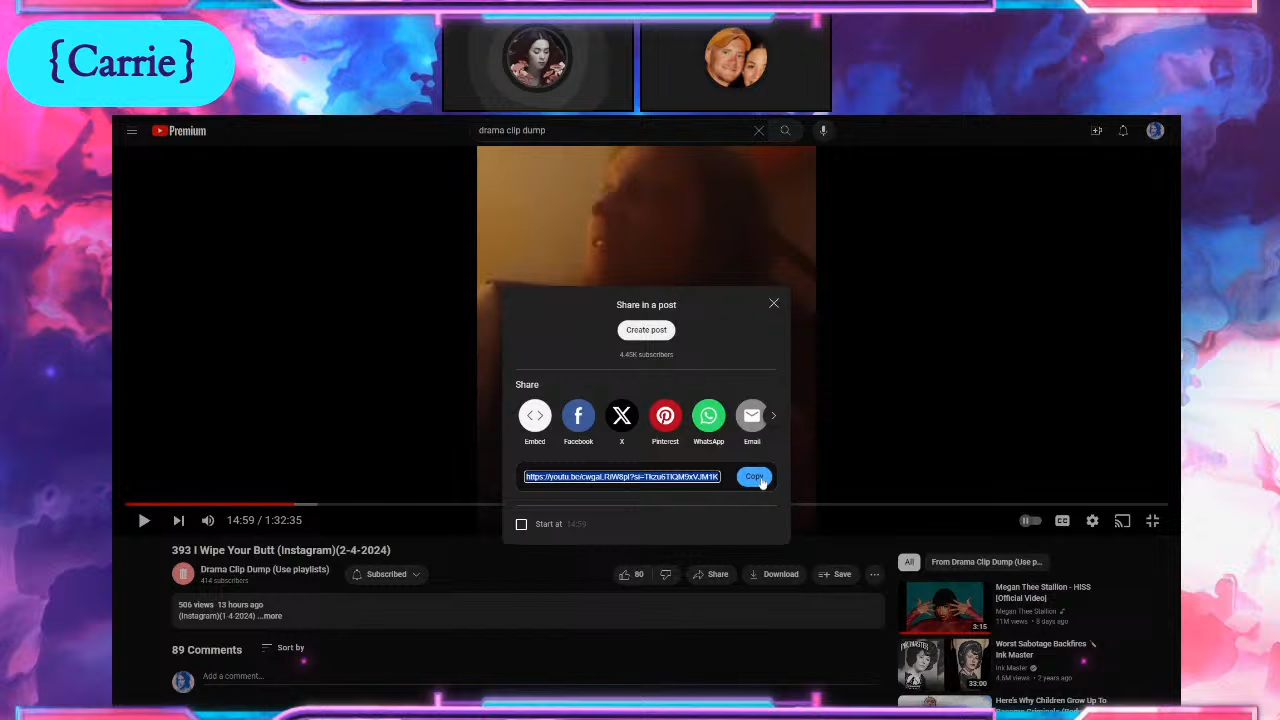 {Carrie}
Premium
drama clip dump
Share in a post
Create post
4.45K subscribers
Share
Embed
Facebook
X
Pinterest
WhatsApp
Email
Copy
Start at 14:59
14:59 / 1:32:35
CC
393 I Wipe Your Butt (Instagram)(2-4-2024)
Drama Clip Dump (Use playlists)
414 subscribers
Subscribed
80
Share
Download
Save
506 views 13 hours ago
(Instagram)(1-4-2024) ...more
89 Comments
Sort by
Add a comment...
All
From Drama Clip Dump (Use p...
Megan Thee Stallion - HISS
[Official Video]
Megan Thee Stallion
11M views • 8 days ago
3:15
Worst Sabotage Backfires
Ink Master
Ink Master
4.6M views • 2 years ago
33:00
Here's Why Children Grow Up To